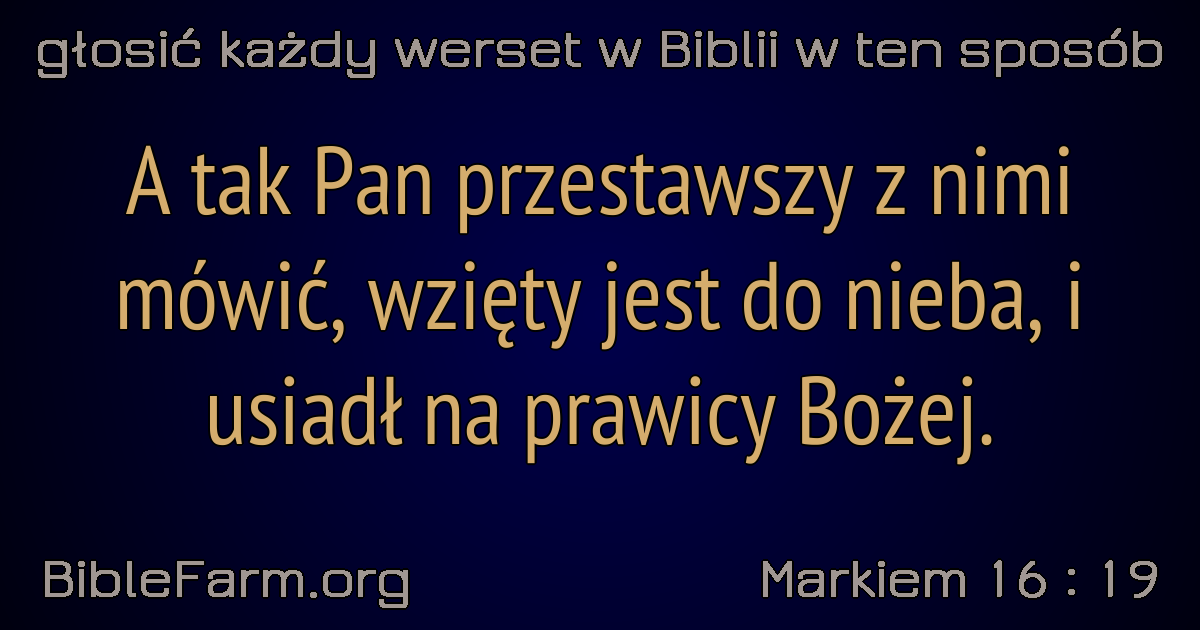 głosić każdy werset w Biblii w ten sposób
A tak Pan przestawszy z nimi
mówić, wzięty jest do nieba, i
usiadł na prawicy Bożej.
BibleFarm.org
Markiem 16 : 19